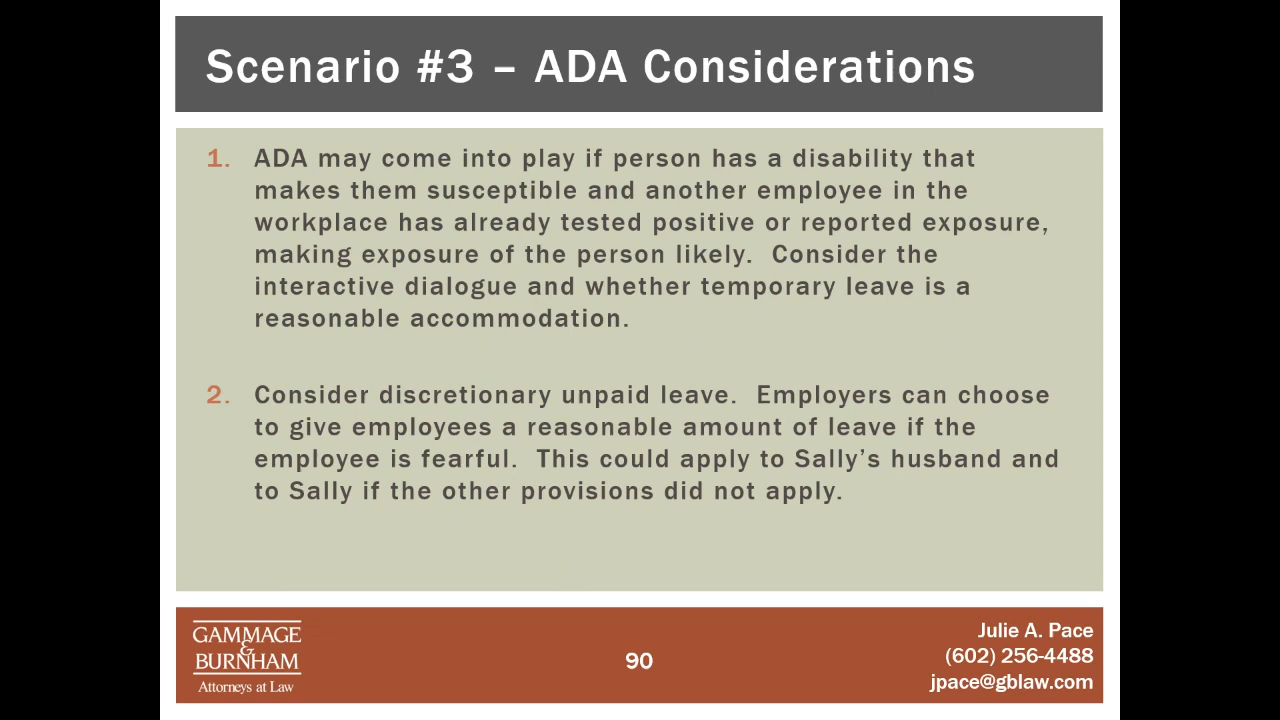 Scenario #3 – ADA Considerations
1. ADA may come into play if person has a disability that
makes them susceptible and another employee in the
workplace has already tested positive or reported exposure,
making exposure of the person likely.  Consider the
interactive dialogue and whether temporary leave is a
reasonable accommodation.
2. Consider discretionary unpaid leave.  Employers can choose
to give employees a reasonable amount of leave if the
employee is fearful.  This could apply to Sally’s husband and
to Sally if the other provisions did not apply.
GAMMAGE
&
BURNHAM
Attorneys at Law
90
Julie A. Pace
(602) 256-4488
jpace@gblaw.com